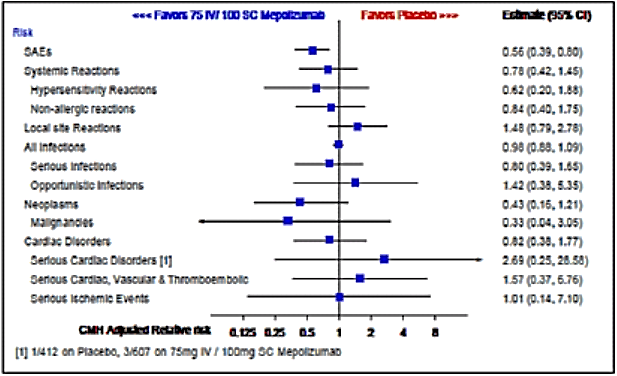 <<< Favors 75 IV/ 100 SC Mepolizumab Favors Placebo >>> Estimate (95% CI)
Risk
SAEs 0.56 (0.39, 0.80)
Systemic Reactions 0.78 (0.42, 1.45)
Hypersensitivity Reactions 0.62 (0.20, 1.88)
Non-allergic reactions 0.84 (0.40, 1.75)
Local site Reactions 1.48 (0.79, 2.78)
All Infections 0.98 (0.88, 1.09)
Serious Infections 0.80 (0.39, 1.65)
Opportunistic Infections 1.42 (0.38, 5.35)
Neoplasms 0.43 (0.16, 1.21)
Malignancies 0.33 (0.04, 3.05)
Cardiac Disorders 0.82 (0.38, 1.77)
Serious Cardiac Disorders [1] 2.69 (0.25, 28.58)
Serious Cardiac, Vascular & Thromboembolic 1.57 (0.37, 6.76)
Serious Ischemic Events 1.01 (0.14, 7.10)
CMH Adjusted Relative risk 0.125 0.25 0.5 1 2 4 8
[1] 1/412 on Placebo, 3/607 on 75mg IV / 100mg SC Mepolizumab